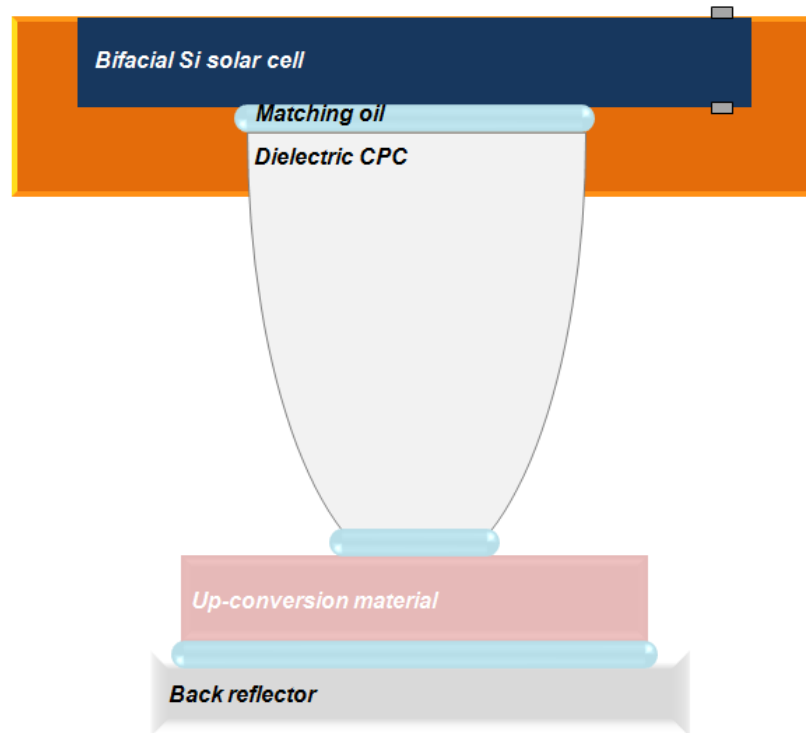 Bifacial Si solar cell
Matching oil
Dielectric CPC
Up-conversion material
Back reflector